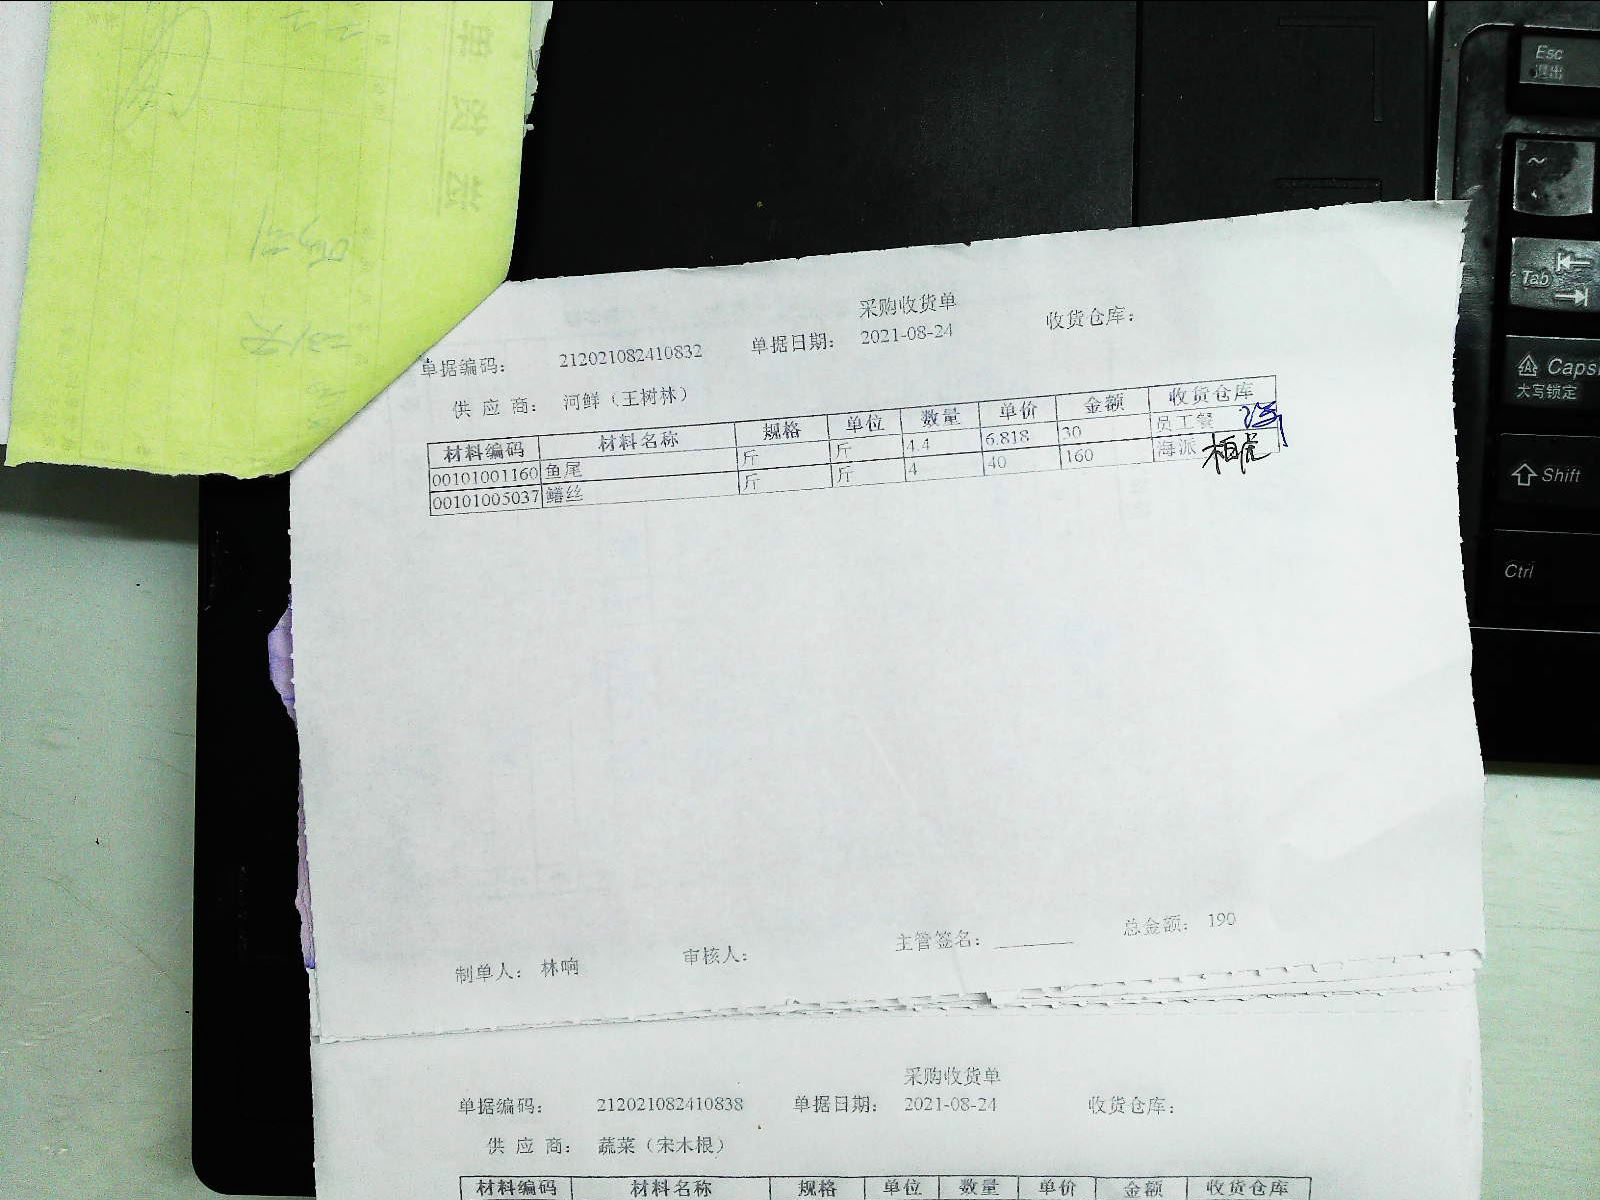 采购收货单
单据编码： 212021082410832 单据日期： 2021-08-24 收货仓库：
供 应 商： 河鲜（王树林）
材料编码 材料名称 规格 单位 数量 单价 金额 收货仓库
00101001160 鱼尾 斤 斤 4.4 6.818 30 员工餐
00101005037 鳝丝 斤 斤 4 40 160 海派
制单人： 林响 审核人： 主管签名： 总金额： 190
采购收货单
单据编码： 212021082410838 单据日期： 2021-08-24 收货仓库：
供 应 商： 蔬菜（宋木根）
材料编码 材料名称 规格 单位 数量 单价 金额 收货仓库
Esc
退出
~
Tab
Caps
大写锁定
Shift
Ctrl